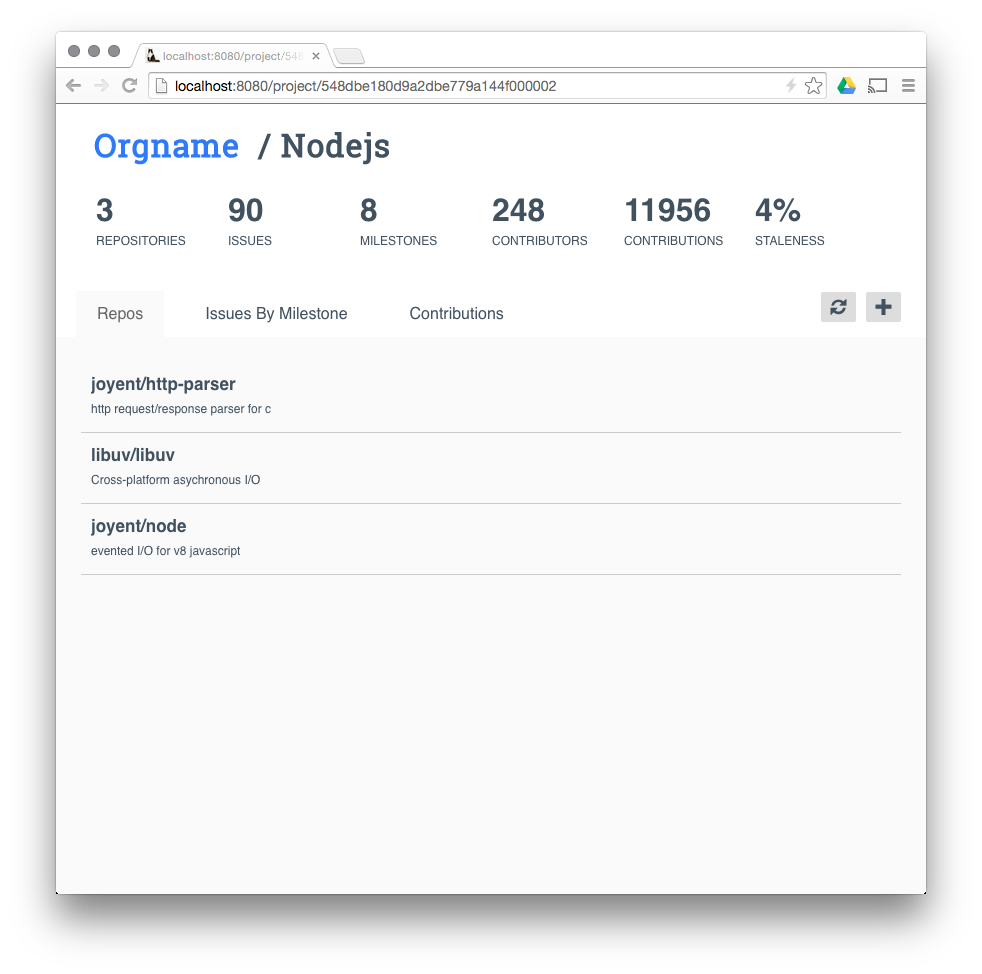 localhost:8080/project/548
localhost:8080/project/548dbe180d9a2dbe779a144f000002
Orgname / Nodejs
3 90 8 248 11956 4%
REPOSITORIES ISSUES MILESTONES CONTRIBUTORS CONTRIBUTIONS STALENESS
Repos Issues By Milestone Contributions
joyent/http-parser
http request/response parser for c
libuv/libuv
Cross-platform asychronous I/O
joyent/node
evented I/O for v8 javascript